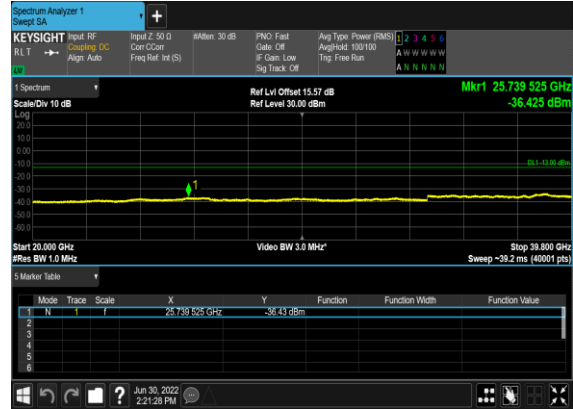 Spectrum Analyzer 1
Swept SA
KEYSIGHT Input: RF Input Z: 50 Ω #Atten: 30 dB PNO: Fast Avg Type: Power (RMS) 1 2 3 4 5 6
RLT Coupling: DC Corr CCorr Gate: Off Avg|Hold: 100/100 A W W W W W
Align: Auto Freq Ref: Int (S) IF Gain: Low Trig: Free Run
LM Sig Track: Off A N N N N N
1 Spectrum Ref Lvl Offset 15.57 dB Mkr1 25.739 525 GHz
Scale/Div 10 dB Ref Level 30.00 dBm -36.425 dBm
Log
20.0
10.0
0.00
-10.0
DL1 -13.00 dBm
-20.0
-30.0
1
-40.0
-50.0
-60.0
Start 20.000 GHz Video BW 3.0 MHz* Stop 39.800 GHz
#Res BW 1.0 MHz Sweep ~39.2 ms (40001 pts)
5 Marker Table
Mode Trace Scale X Y Function Function Width Function Value
1 N 1 f 25.739 525 GHz -36.43 dBm
2
3
4
5
6
? Jun 30, 2022
2:21:28 PM